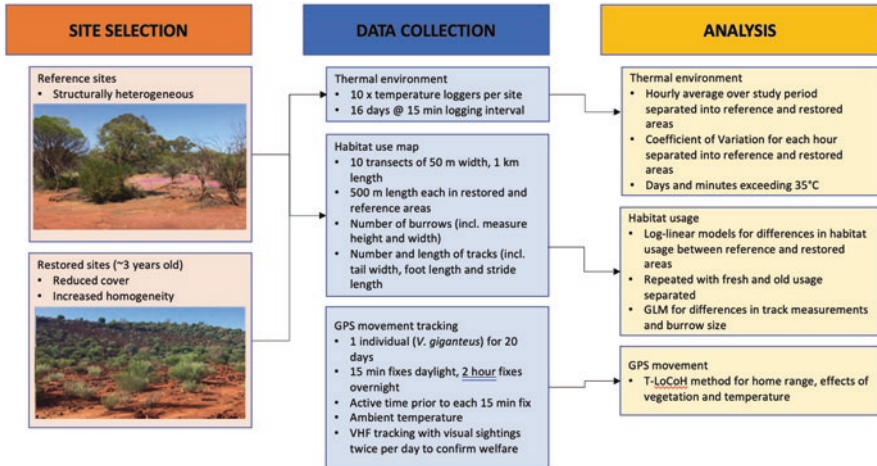 SITE SELECTION
Reference sites
• Structurally heterogeneous
Restored sites (~3 years old)
• Reduced cover
• Increased homogeneity
DATA COLLECTION
Thermal environment
• 10 x temperature loggers per site
• 16 days @ 15 min logging interval
Habitat use map
• 10 transects of 50 m width, 1 km
length
• 500 m length each in restored and
reference areas
• Number of burrows (incl. measure
height and width)
• Number and length of tracks (incl.
tail width, foot length and stride
length
GPS movement tracking
• 1 individual (V. giganteus) for 20
days
• 15 min fixes daylight, 2 hour fixes
overnight
• Active time prior to each 15 min fix
• Ambient temperature
• VHF tracking with visual sightings
twice per day to confirm welfare
ANALYSIS
Thermal environment
• Hourly average over study period
separated into reference and restored
areas
• Coefficient of Variation for each hour
separated into reference and restored
areas
• Days and minutes exceeding 35°C
Habitat usage
• Log-linear models for differences in habitat
usage between reference and restored
areas
• Repeated with fresh and old usage
separated
• GLM for differences in track measurements
and burrow size
GPS movement
• T-LoCoH method for home range, effects of
vegetation and temperature